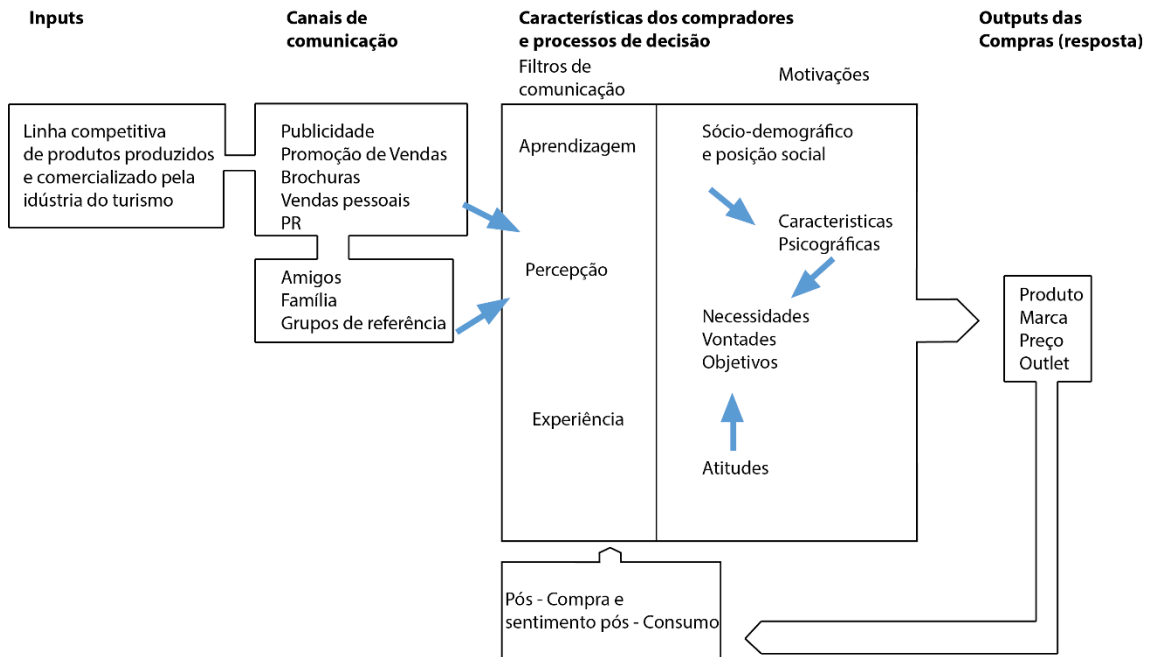 Inputs
Canais de
comunicação
Características dos compradores
e processos de decisão
Outputs das
Compras (resposta)
Filtros de
comunicação
Motivações
Linha competitiva
de produtos produzidos
e comercializado pela
idústria do turismo
Publicidade
Promoção de Vendas
Brochuras
Vendas pessoais
PR
Amigos
Família
Grupos de referência
Aprendizagem
Percepção
Experiência
Sócio-demográfico
e posição social
Caracteristicas
Psicográficas
Necessidades
Vontades
Objetivos
Atitudes
Produto
Marca
Preço
Outlet
Pós - Compra e
sentimento pós - Consumo